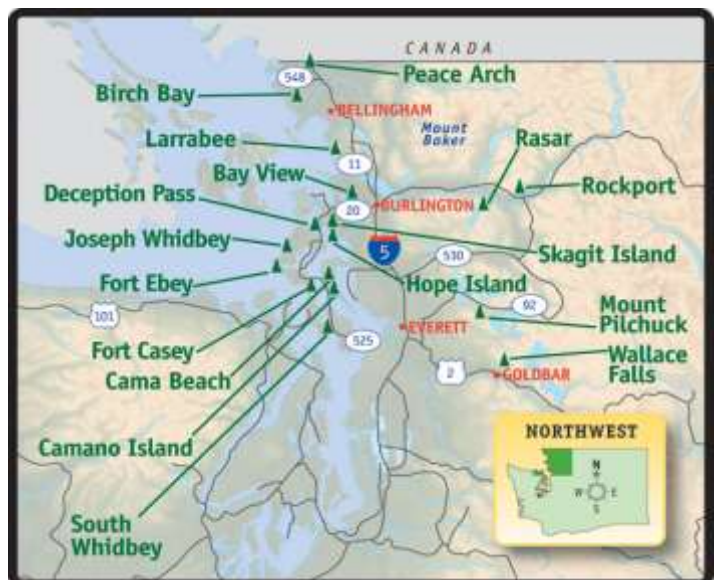 CANADA
548
Peace Arch
Birch Bay
BELLINGHAM
Mount
Baker
Larrabee
Rasar
11
Bay View
Rockport
Deception Pass
20
BURLINGTON
Joseph Whidbey
5
530
Skagit Island
Fort Ebey
Hope Island
101
92
Mount
Pilchuck
Fort Casey
525
EVERETT
Cama Beach
2
GOLDBAR
Wallace
Falls
Camano Island
NORTHWEST
N
W
E
S
South
Whidbey